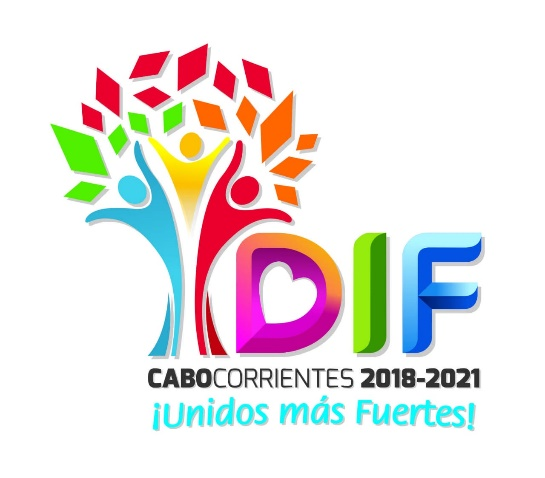 DIF
CABOCORRIENTES 2018-2021
¡Unidos más Fuertes!